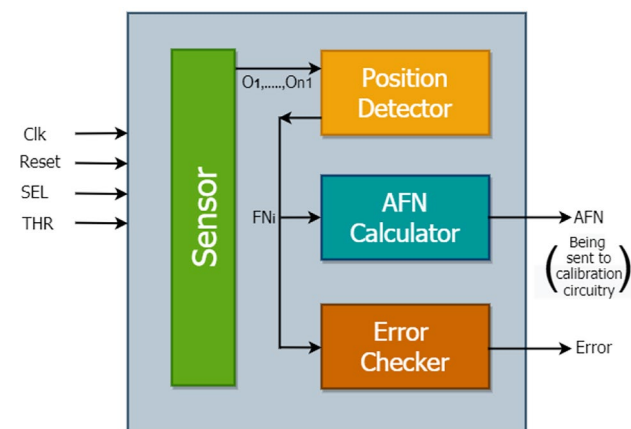 Clk
Reset
SEL
THR
Sensor
O1,.....,On1
Position
Detector
FNi
AFN
Calculator
Error
Checker
AFN
(Being
sent to
calibration
circuitry)
Error